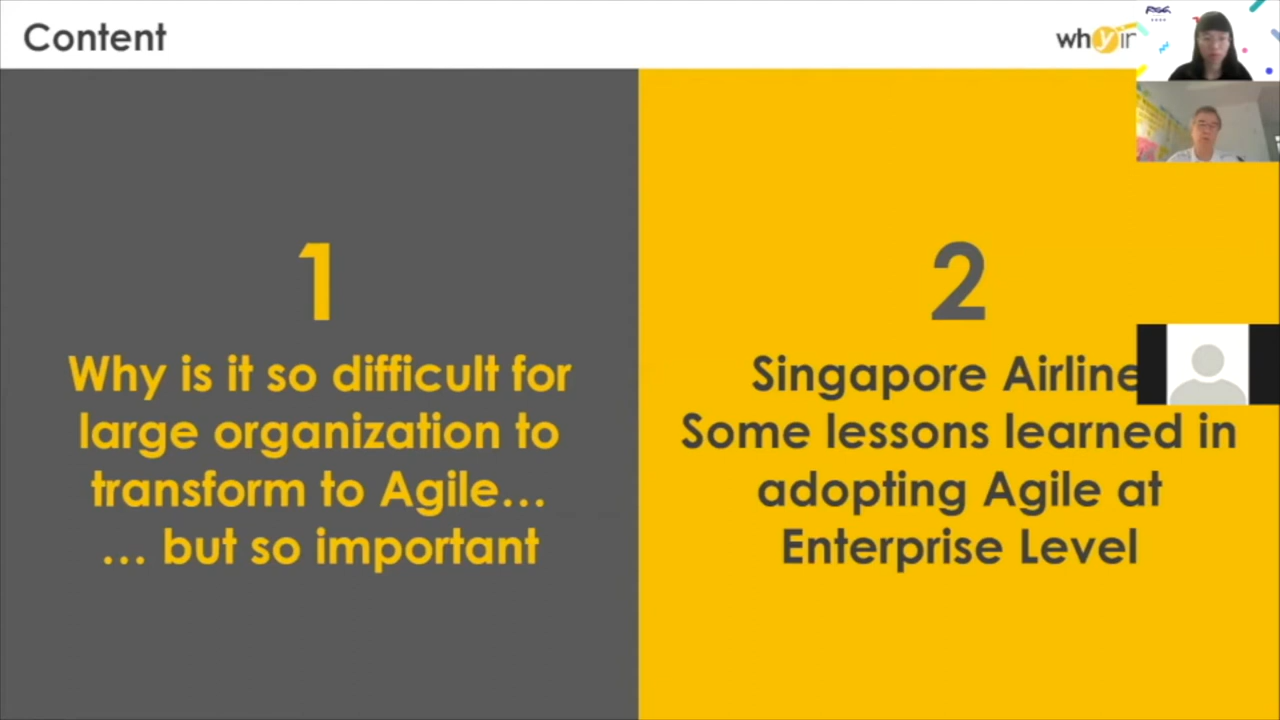 Content
1
Why is it so difficult for
large organization to
transform to Agile…
… but so important
2
Singapore Airline
Some lessons learned in
adopting Agile at
Enterprise Level